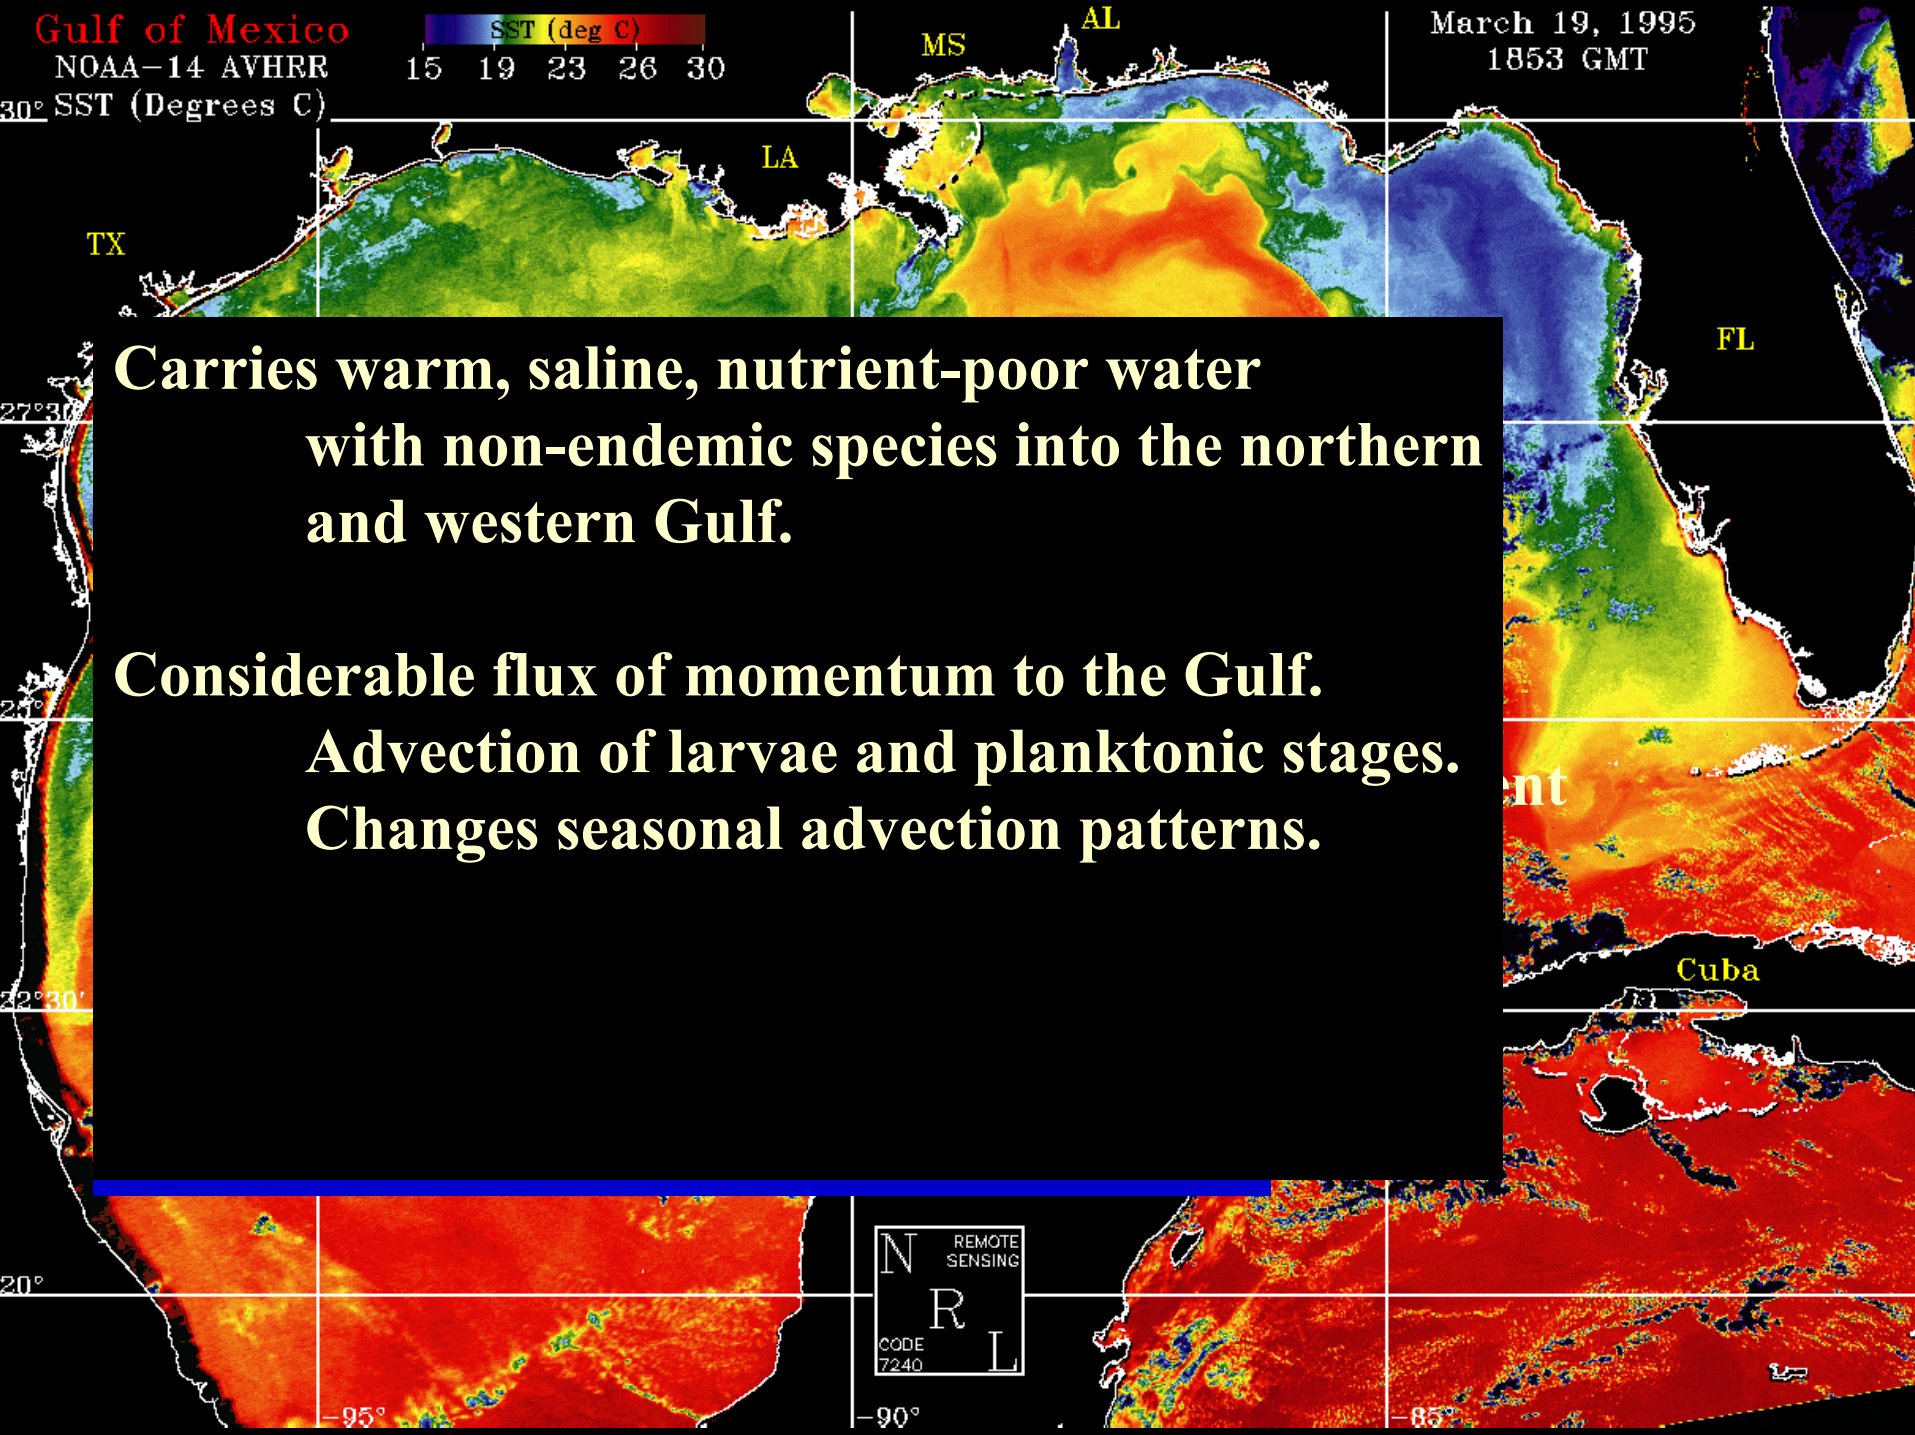 Gulf of Mexico
NOAA-14 AVHRR
SST (Degrees C)
SST (deg C)
15 19 23 26 30
March 19, 1995
1853 GMT
MS
AL
LA
TX
FL
Cuba
30°
27°30'
25°
22°30'
20°
Carries warm, saline, nutrient-poor water
with non-endemic species into the northern
and western Gulf.
Considerable flux of momentum to the Gulf.
Advection of larvae and planktonic stages.
Changes seasonal advection patterns.
nt
N REMOTE
SENSING
R
CODE
7240 L
-95° -90° -85°